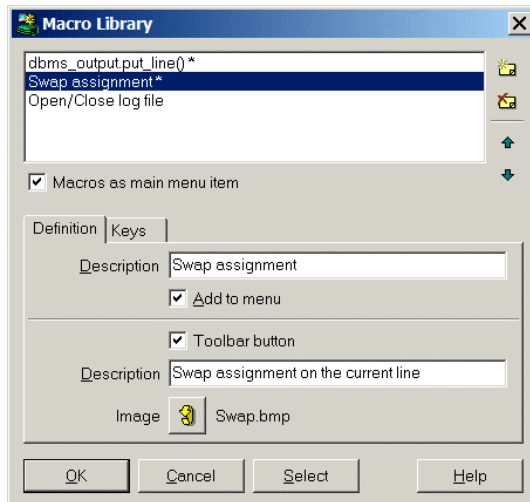 Macro Library
dbms_output.put_line() *
Swap assignment *
Open/Close log file
Macros as main menu item
Definition Keys
Description Swap assignment
Add to menu
Toolbar button
Description Swap assignment on the current line
Image Swap.bmp
OK Cancel Select Help